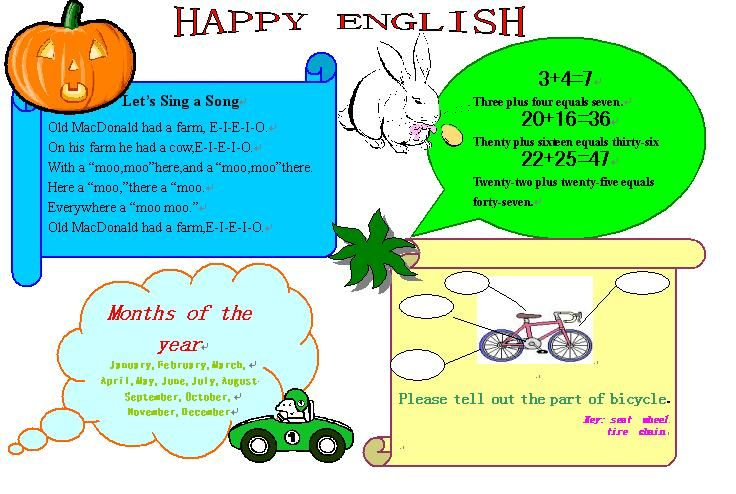 HAPPY ENGLISH
Let's Sing a Song
Old MacDonald had a farm, E-I-E-I-O.
On his farm he had a cow,E-I-E-I-O.
With a “moo,moo”here,and a “moo,moo”there.
Here a “moo,”there a “moo.
Everywhere a “moo moo.”
Old MacDonald had a farm,E-I-E-I-O.
3+4=7
Three plus four equals seven.
20+16=36
Thenty plus sixteen equals thirty-six
22+25=47
Twenty-two plus twenty-five equals
forty-seven.
Months of the
year
January, February, March,
April, May, June, July, August
September, October,
November, December
1
Please tell out the part of bicycle.
Key: seat wheel
tire chain.